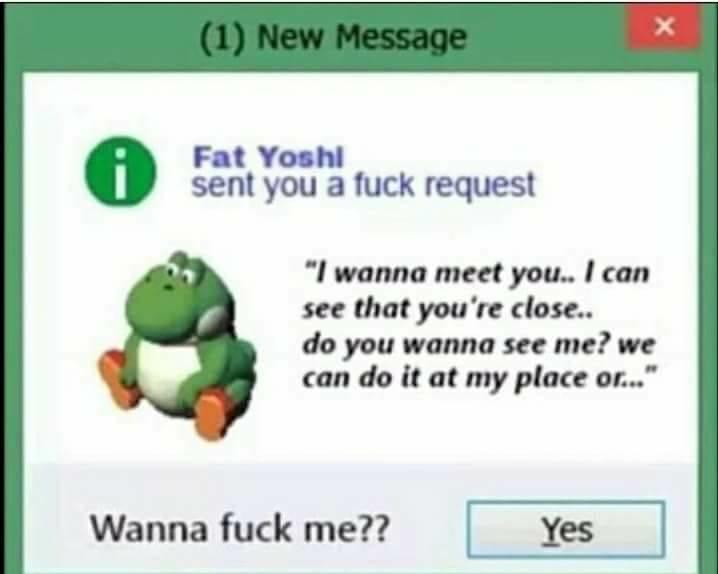 (1) New Message
x
i
Fat Yoshi
sent you a fuck request
"I wanna meet you.. I can
see that you're close..
do you wanna see me? we
can do it at my place or..."
Wanna fuck me??
Yes